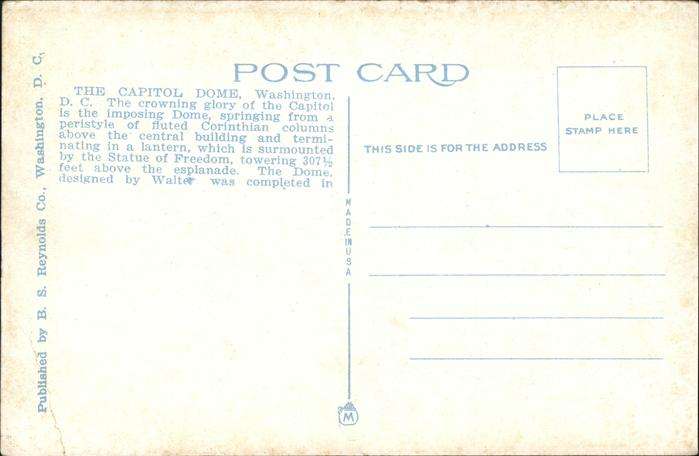 POST CARD
THE CAPITOL DOME, Washington,
D. C. The crowning glory of the Capitol
is the imposing Dome, springing from a
peristyle of fluted Corinthian columns
above the central building and termi-
nating in a lantern, which is surmounted
by the Statue of Freedom, towering 307½
feet above the esplanade. The Dome,
designed by Walter was completed in
Published by B. S. Reynolds Co., Washington, D. C.
MADE IN USA
M
THIS SIDE IS FOR THE ADDRESS
PLACE
STAMP HERE